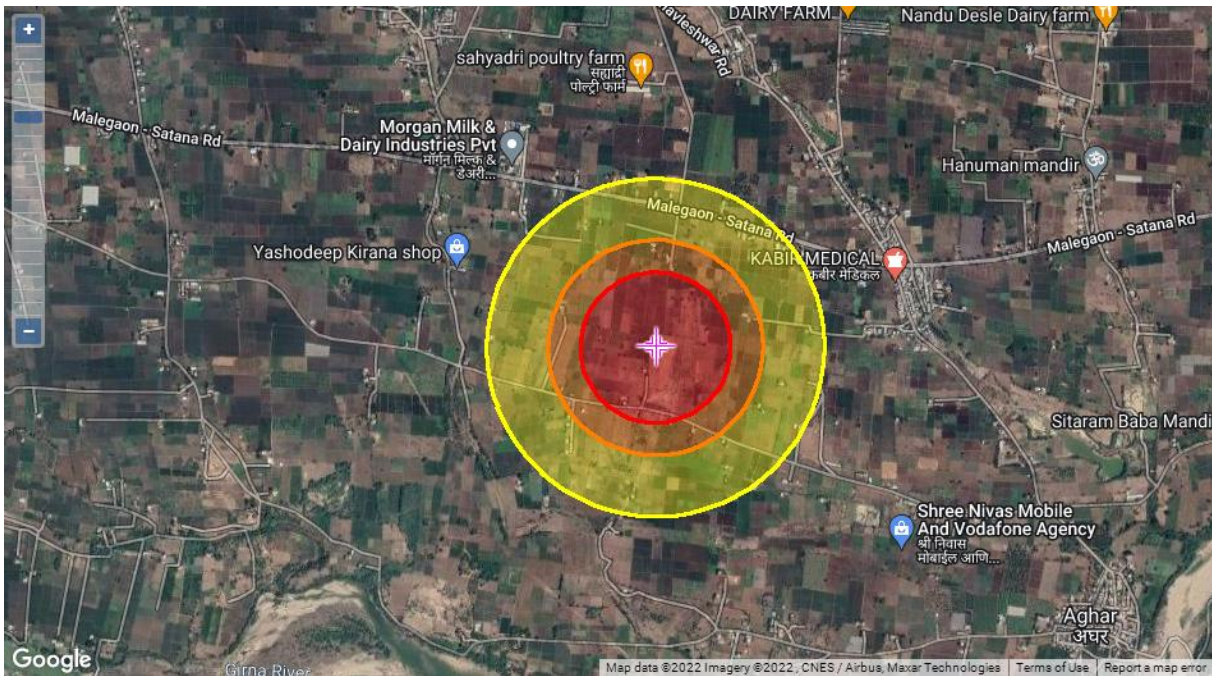 +
DAIRY FARM
Nandu Desle Dairy farm
avleshwar Rd
sahyadri poultry farm
सह्याद्री
पोल्ट्री फार्म
Malegaon - Satana Rd
Morgan Milk &
Dairy Industries Pvt
मॉर्गन मिल्क &
डेअरी...
Hanuman mandir
Malegaon - Satana Rd
Malegaon - Satana Rd
Yashodeep Kirana shop
KABIR MEDICAL
कबीर मेडिकल
−
Sitaram Baba Mandi
Shree Nivas Mobile
And Vodafone Agency
श्री निवास
मोबाईल आणि...
Aghar
अघर
Girna River
Google
Map data ©2022 Imagery ©2022 , CNES / Airbus, Maxar Technologies
Terms of Use
Report a map error